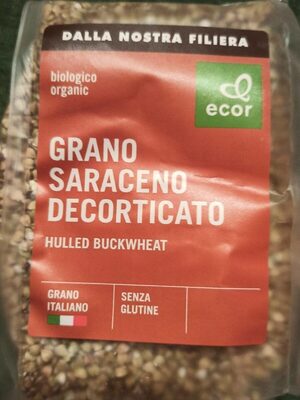 DALLA NOSTRA FILIERA
biologico
organic
ecor
GRANO
SARACENO
DECORTICATO
HULLED BUCKWHEAT
GRANO
ITALIANO
SENZA
GLUTINE